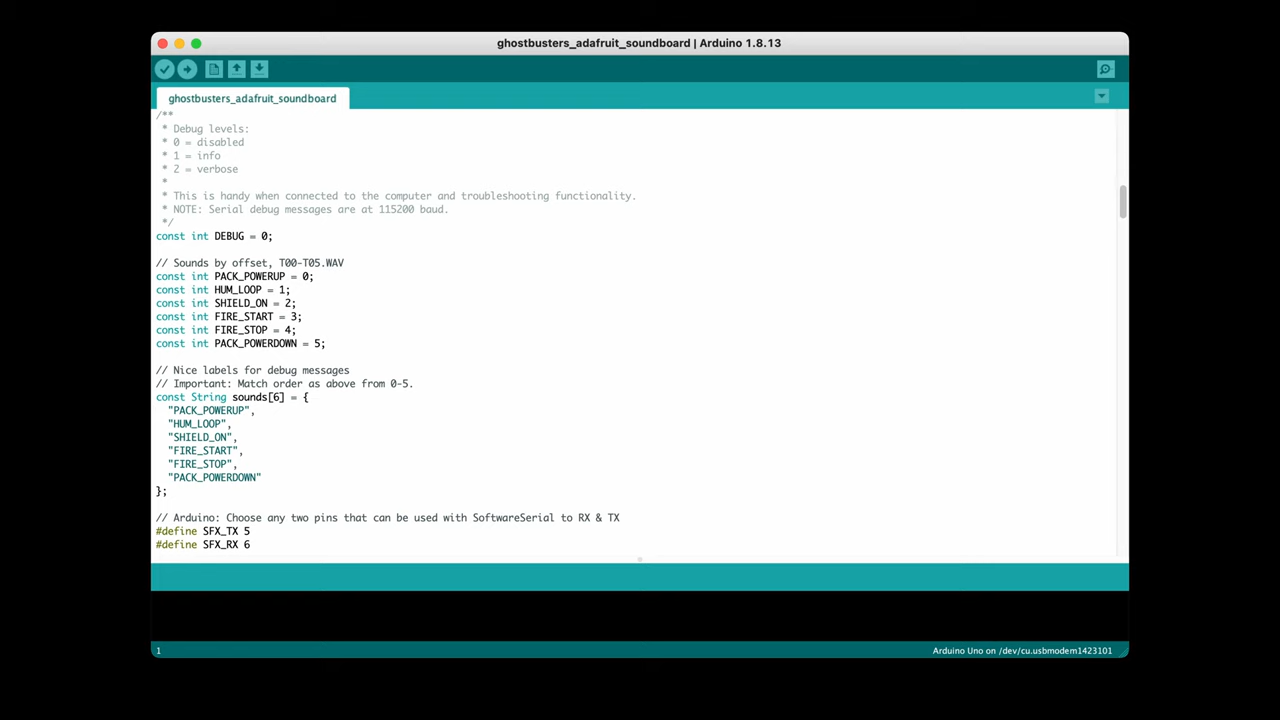 ghostbusters_adafruit_soundboard | Arduino 1.8.13
ghostbusters_adafruit_soundboard
/**
 * Debug levels:
 * 0 = disabled
 * 1 = info
 * 2 = verbose
 *
 * This is handy when connected to the computer and troubleshooting functionality.
 * NOTE: Serial debug messages are at 115200 baud.
 */
const int DEBUG = 0;
// Sounds by offset, T00-T05.WAV
const int PACK_POWERUP = 0;
const int HUM_LOOP = 1;
const int SHIELD_ON = 2;
const int FIRE_START = 3;
const int FIRE_STOP = 4;
const int PACK_POWERDOWN = 5;
// Nice labels for debug messages
// Important: Match order as above from 0-5.
const String sounds[6] = {
  "PACK_POWERUP",
  "HUM_LOOP",
  "SHIELD_ON",
  "FIRE_START",
  "FIRE_STOP",
  "PACK_POWERDOWN"
};
// Arduino: Choose any two pins that can be used with SoftwareSerial to RX & TX
#define SFX_TX 5
#define SFX_RX 6
1
Arduino Uno on /dev/cu.usbmodem1423101